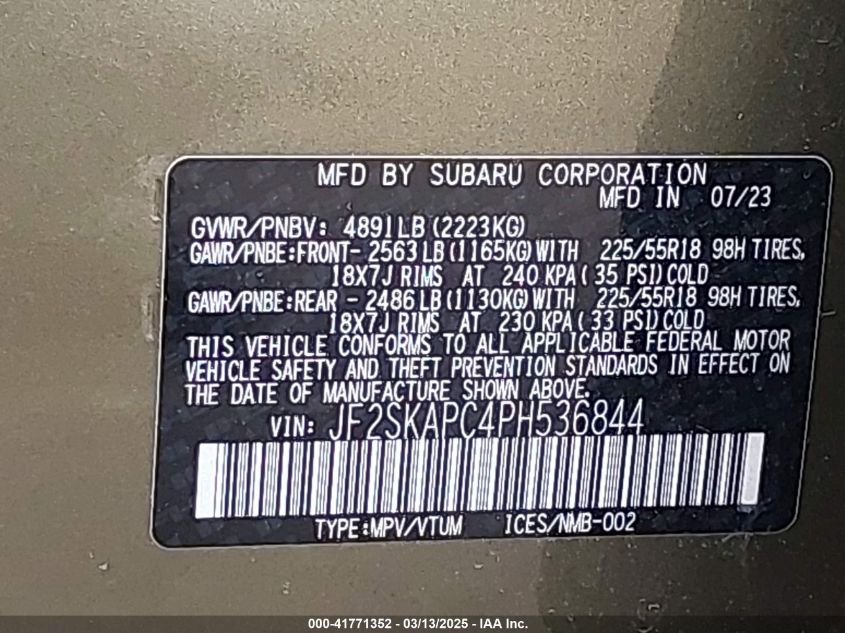 MFD BY SUBARU CORPORATION
MFD IN 07/23
GVWR/PNBV: 4891LB(2223KG)
GAWR/PNBE:FRONT- 2563LB(1165KG)WITH 225/55R18 98H TIRES,
18X7J RIMS AT 240 KPA( 35 PSI)COLD
GAWR/PNBE:REAR - 2486LB(1130KG)WITH 225/55R18 98H TIRES,
18X7J RIMS AT 230 KPA( 33 PSI)COLD
THIS VEHICLE CONFORMS TO ALL APPLICABLE FEDERAL MOTOR
VEHICLE SAFETY AND THEFT PREVENTION STANDARDS IN EFFECT ON
THE DATE OF MANUFACTURE SHOWN ABOVE.
VIN: JF2SKAPC4PH536844
TYPE:MPV/VTUM ICES/NMB-002
000-41771352 - 03/13/2025 - IAA Inc.